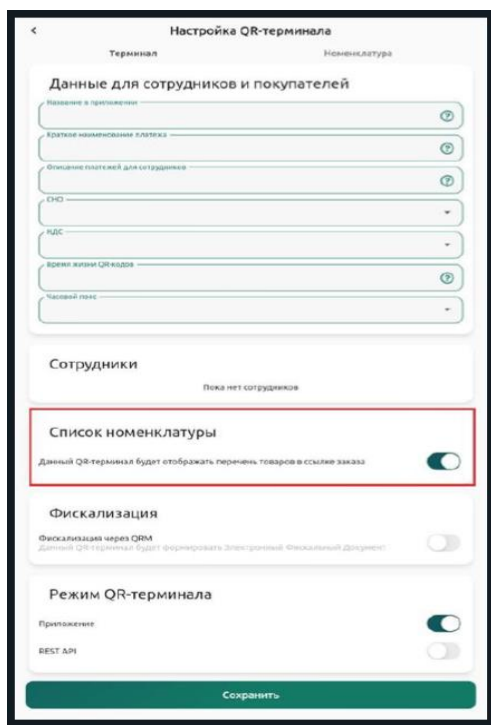 Настройка QR-терминала
Терминал
Номенклатура
Данные для сотрудников и покупателей
Название в приложении
Краткое наименование платежа
Описание платежей для сотрудников
СНО
НДС
Время жизни QR-кодов
Часовой пояс
Сотрудники
Пока нет сотрудников
Список номенклатуры
Данный QR-терминал будет отображать перечень товаров в ссылке заказа
Фискализация
Фискализация через QRM
Данный QR-терминал будет формировать Электронный Фискальный Документ
Режим QR-терминала
Приложение
REST API
Сохранить